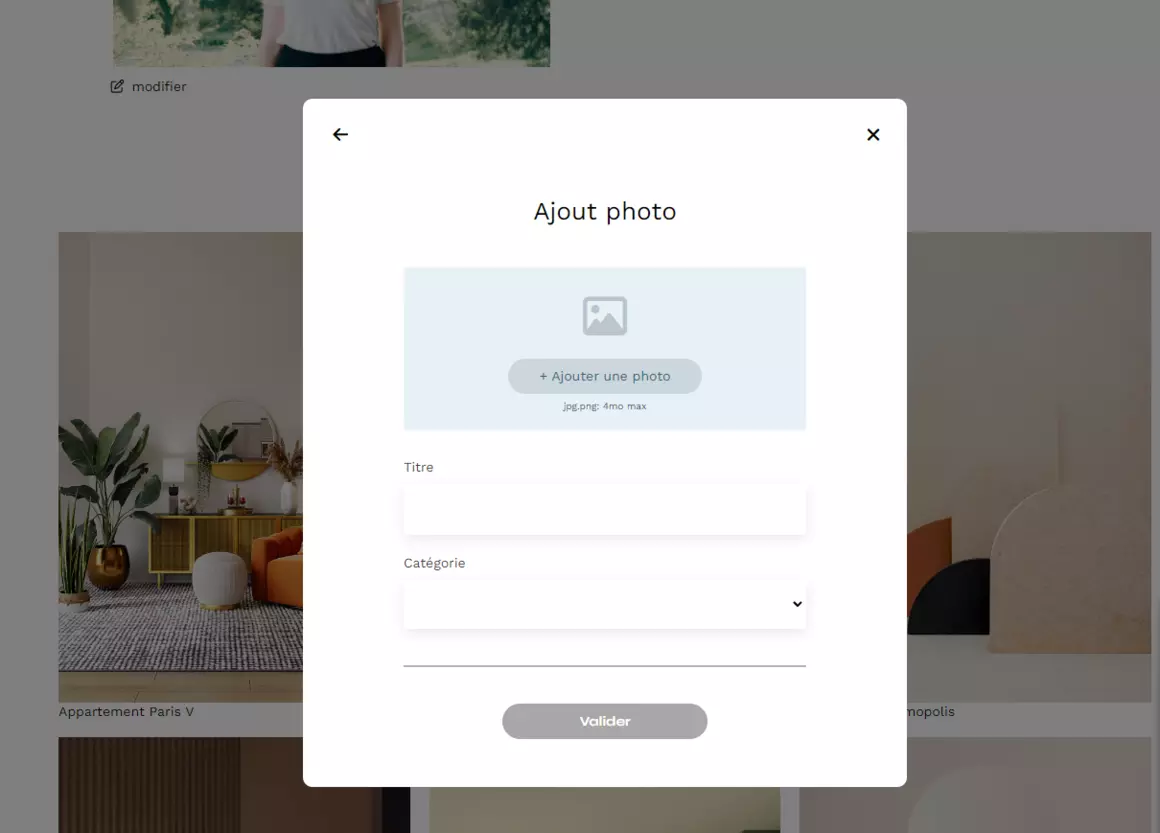 modifier
Ajout photo
+ Ajouter une photo
jpg.png: 4mo max
Titre
Catégorie
Valider
Appartement Paris V
mopolis